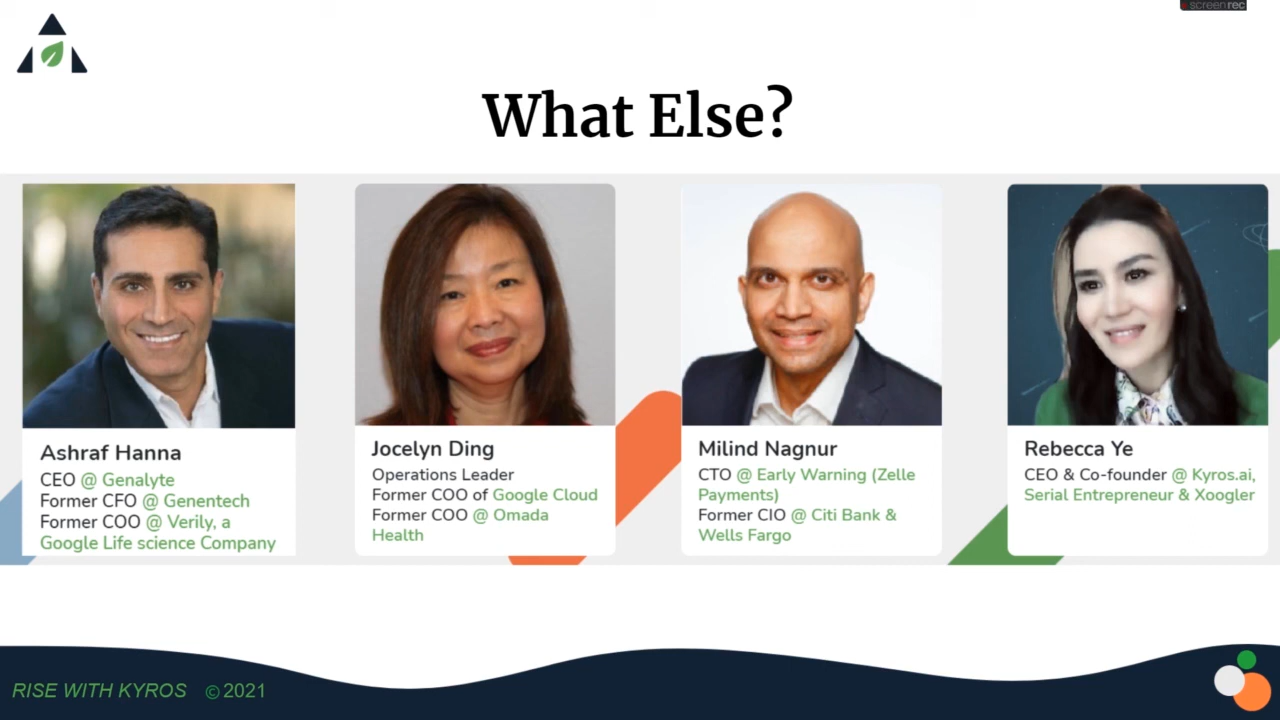 screenrec
What Else?
Ashraf Hanna
CEO @ Genalyte
Former CFO @ Genentech
Former COO @ Verily, a
Google Life science Company
Jocelyn Ding
Operations Leader
Former COO of Google Cloud
Former COO @ Omada
Health
Milind Nagnur
CTO @ Early Warning (Zelle
Payments)
Former CIO @ Citi Bank &
Wells Fargo
Rebecca Ye
CEO & Co-founder @ Kyros.ai,
Serial Entrepreneur & Xoogler
RISE WITH KYROS ©2021